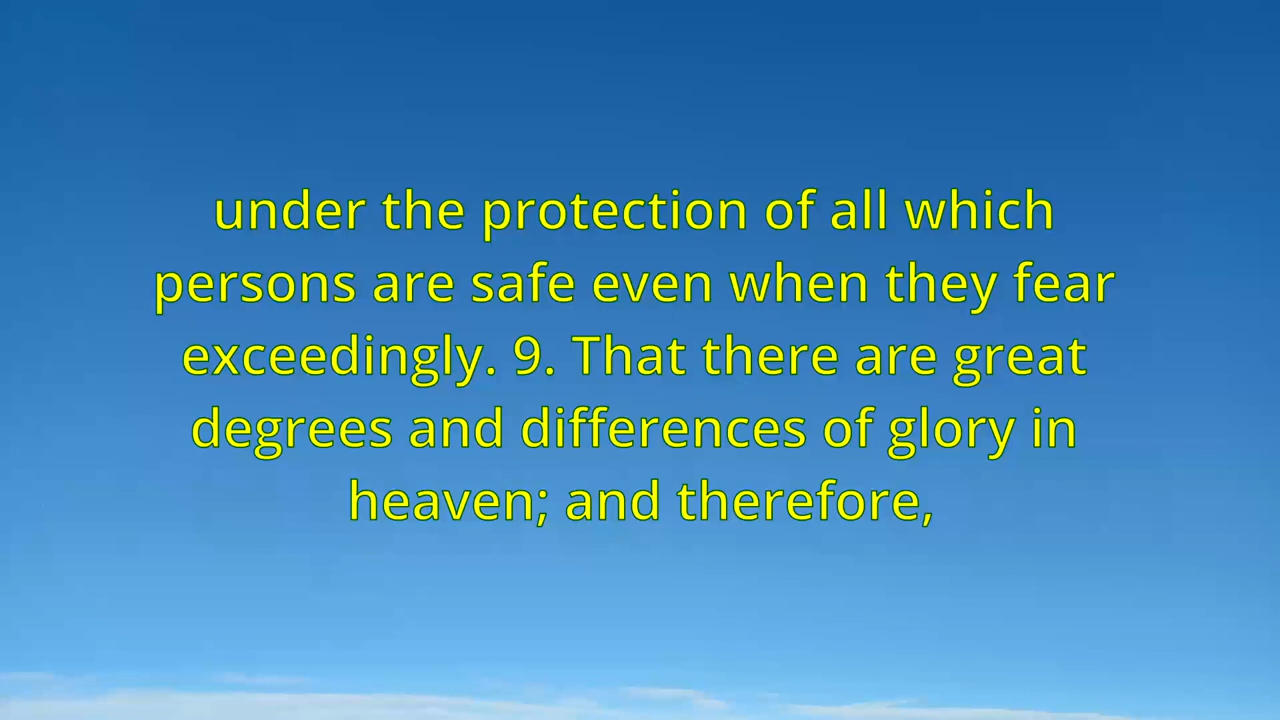 under the protection of all which
persons are safe even when they fear
exceedingly. 9. That there are great
degrees and differences of glory in
heaven; and therefore,